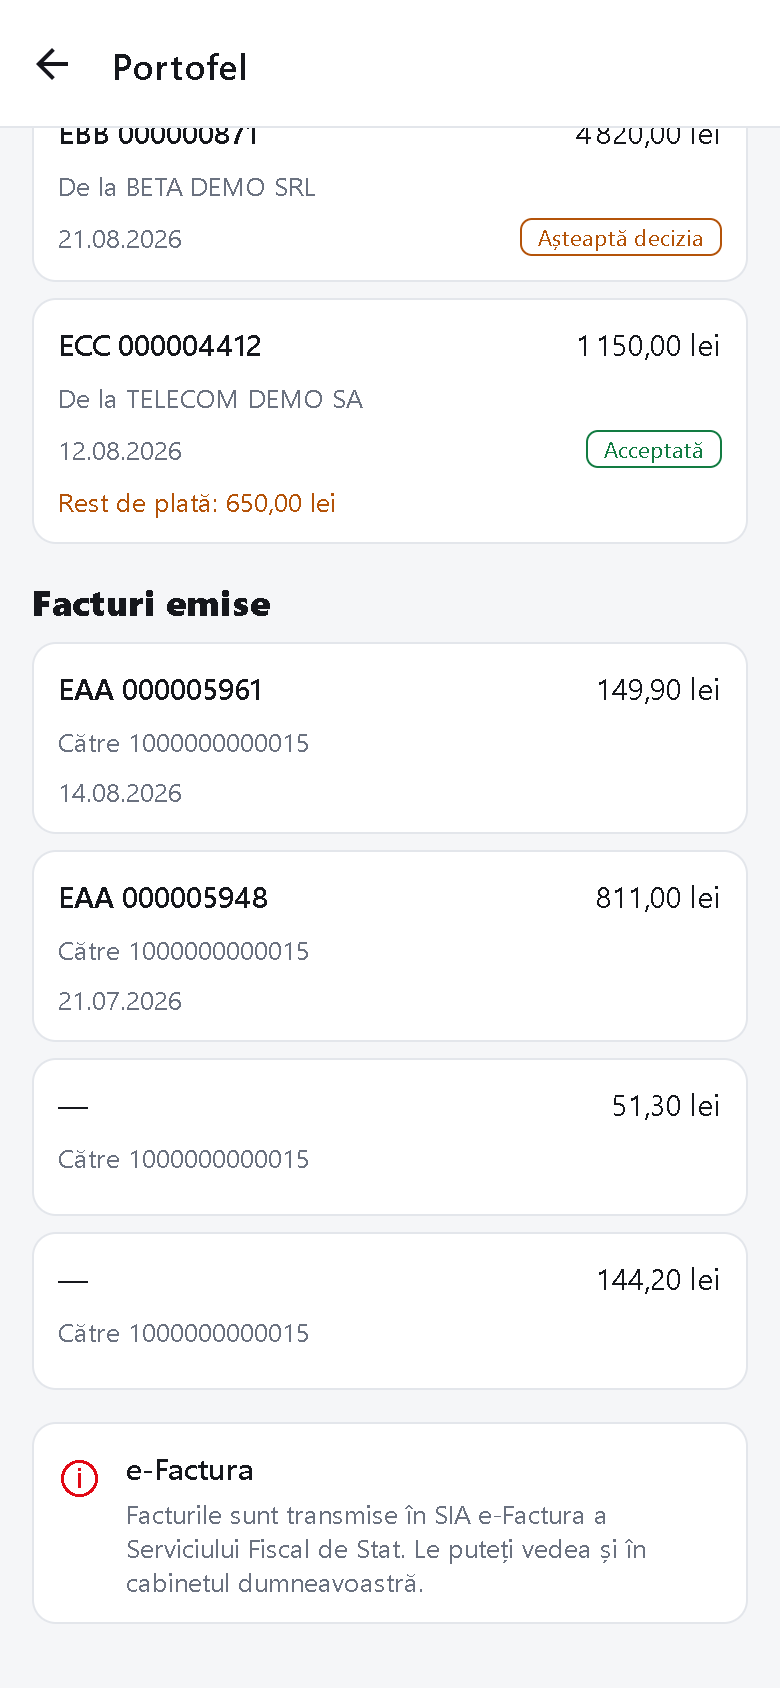 Portofel
EBB 000000871
4 820,00 lei
De la BETA DEMO SRL
21.08.2026
Așteaptă decizia
ECC 000004412
1 150,00 lei
De la TELECOM DEMO SA
12.08.2026
Acceptată
Rest de plată: 650,00 lei
Facturi emise
EAA 000005961
149,90 lei
Către 1000000000015
14.08.2026
EAA 000005948
811,00 lei
Către 1000000000015
21.07.2026
—
51,30 lei
Către 1000000000015
—
144,20 lei
Către 1000000000015
e-Factura
Facturile sunt transmise în SIA e-Factura a
Serviciului Fiscal de Stat. Le puteți vedea și în
cabinetul dumneavoastră.